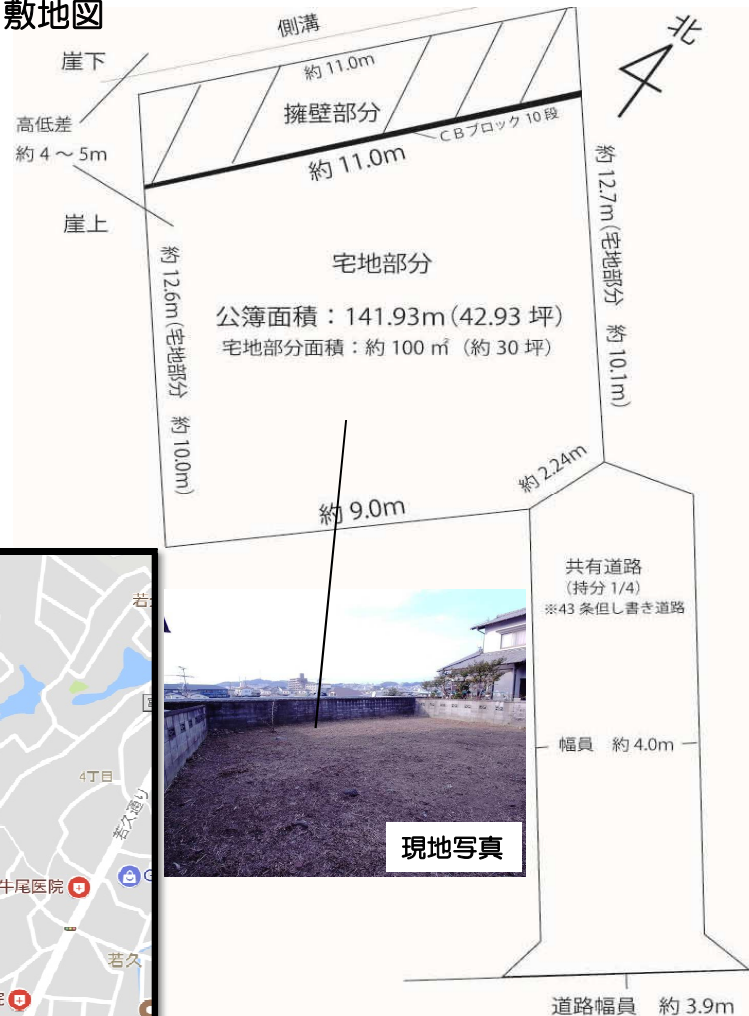 敷地図
側溝
北
崖下
約 11.0m
擁壁部分
CBブロック 10 段
高低差
約 4 ～ 5m
約 11.0m
崖上
約 12.7m(宅地部分 約 10.1m)
約 12.6m(宅地部分 約 10.0m)
宅地部分
公簿面積：141.93m(42.93 坪)
宅地部分面積：約 100 ㎡（約 30 坪）
約 2.24m
約 9.0m
共有道路
(持分 1/4)
※43 条但し書き道路
幅員 約 4.0m
4丁目
若久通り
牛尾医院
若久
現地写真
道路幅員 約 3.9m